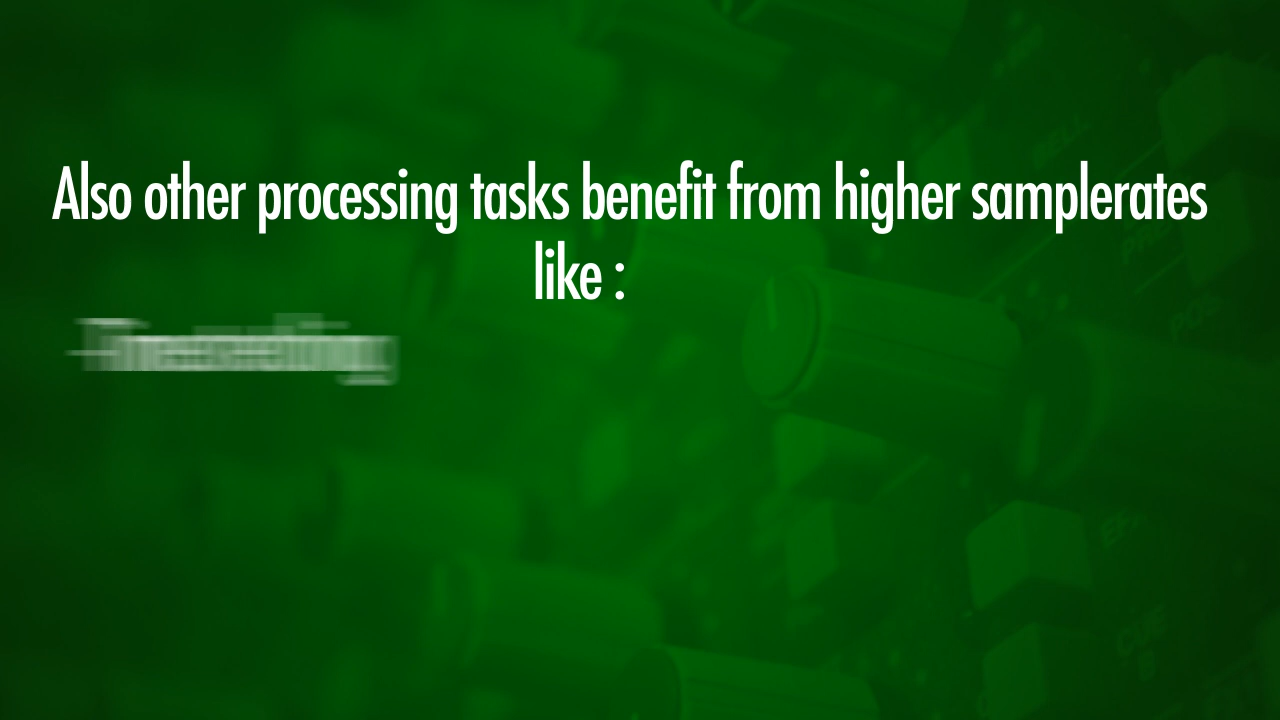 Also other processing tasks benefit from higher samplerates
like :